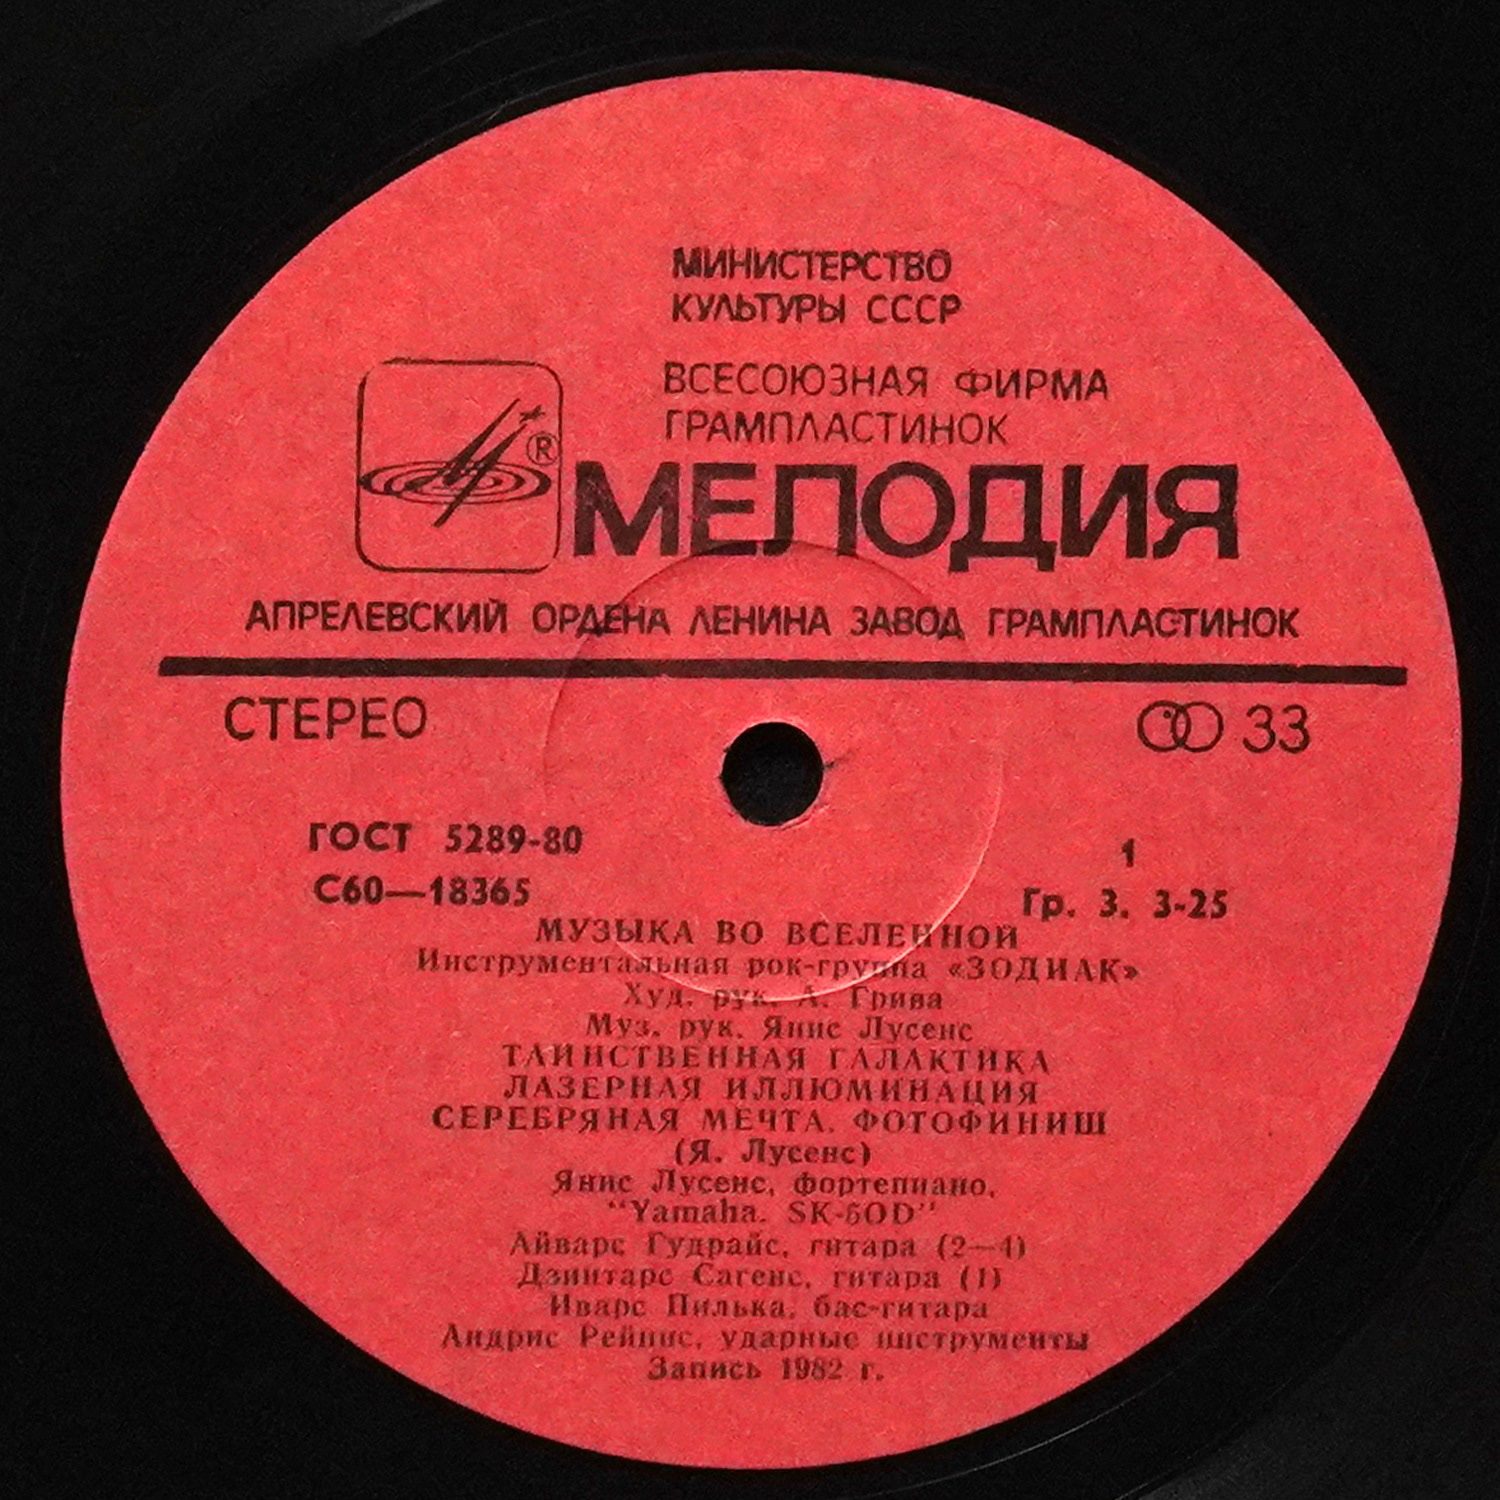 МИНИСТЕРСТВО
КУЛЬТУРЫ СССР
ВСЕСОЮЗНАЯ ФИРМА
ГРАМПЛАСТИНОК
®
МЕЛОДИЯ
АПРЕЛЕВСКИЙ ОРДЕНА ЛЕНИНА ЗАВОД ГРАМПЛАСТИНОК
СТЕРЕО 33
ГОСТ 5289-80 1
С60—18365 Гр. 3. 3-25
МУЗЫКА ВО ВСЕЛЕННОЙ
Инструментальная рок-группа «ЗОДИАК»
Худ. рук. А. Грива
Муз. рук. Янис Лусенс
ТАИНСТВЕННАЯ ГАЛАКТИКА
ЛАЗЕРНАЯ ИЛЛЮМИНАЦИЯ
СЕРЕБРЯНАЯ МЕЧТА. ФОТОФИНИШ
(Я. Лусенс)
Янис Лусенс, фортепиано,
"Yamaha. SK-50D"
Айварс Гудрайс, гитара (2—4)
Дзинтарс Сагенс, гитара (1)
Иварс Пилька, бас-гитара
Андрис Рейнис, ударные инструменты
Запись 1982 г.